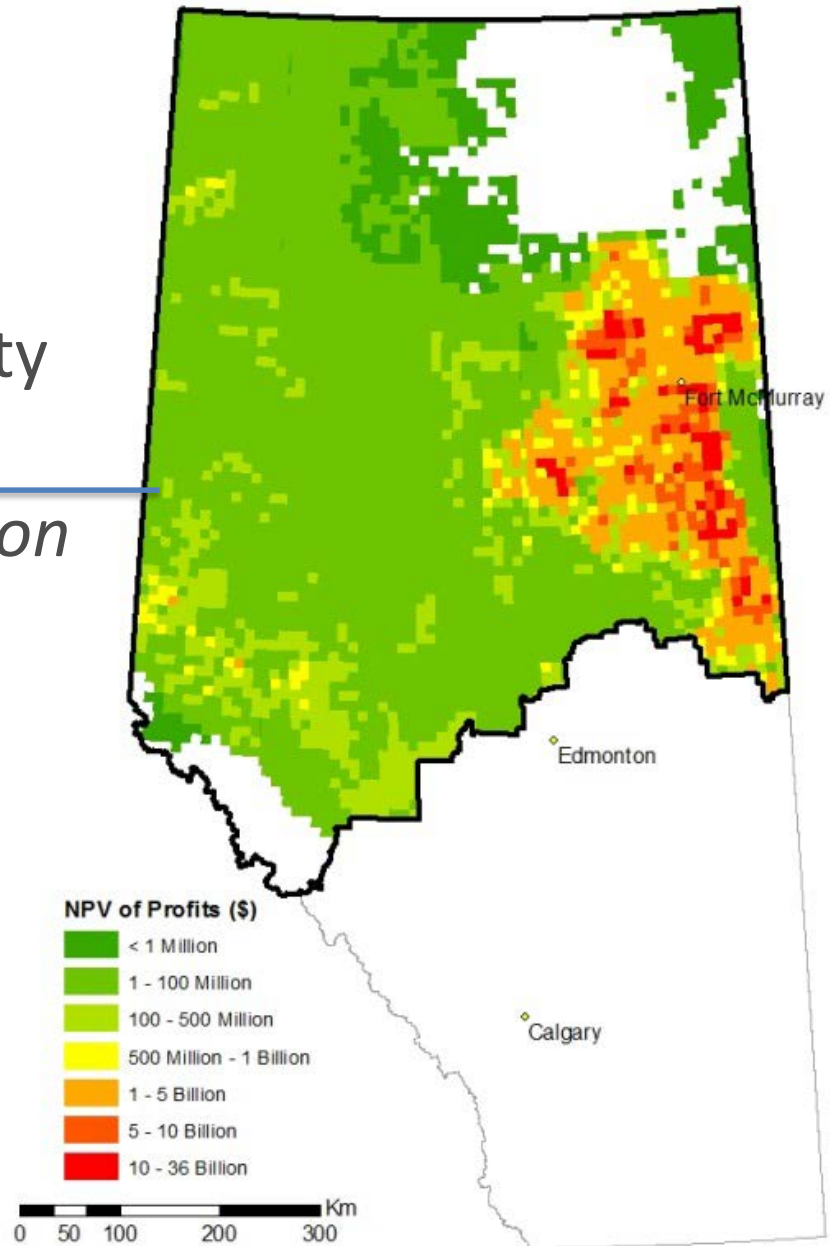 ty
on
Fort McMurray
Edmonton
Calgary
NPV of Profits ($)
< 1 Million
1 - 100 Million
100 - 500 Million
500 Million - 1 Billion
1 - 5 Billion
5 - 10 Billion
10 - 36 Billion
Km
0 50 100 200 300